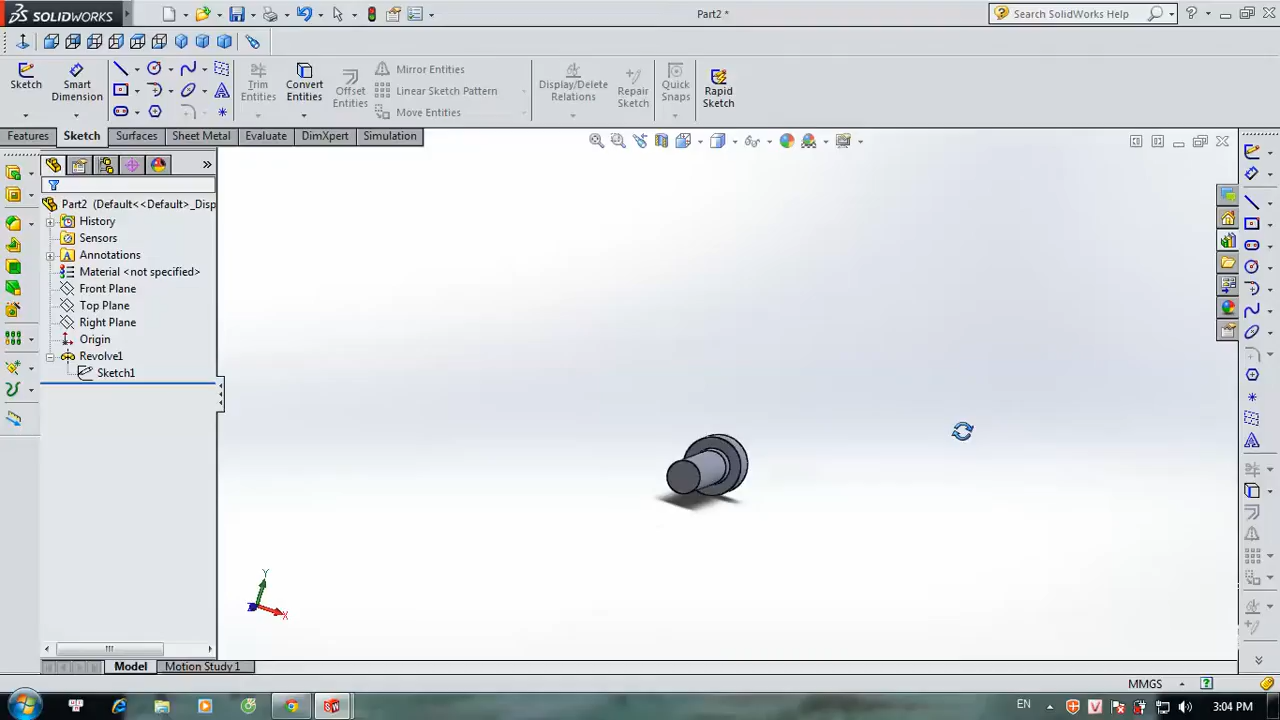 SOLIDWORKS
Part2 *
Search SolidWorks Help
Sketch
Smart Dimension
Trim Entities
Convert Entities
Offset Entities
Mirror Entities
Linear Sketch Pattern
Move Entities
Display/Delete Relations
Repair Sketch
Quick Snaps
Rapid Sketch
Features
Sketch
Surfaces
Sheet Metal
Evaluate
DimXpert
Simulation
Part2 (Default<<Default>_Disp
History
Sensors
Annotations
Material <not specified>
Front Plane
Top Plane
Right Plane
Origin
Revolve1
Sketch1
Y
X
Model
Motion Study 1
MMGS
EN
3:04 PM